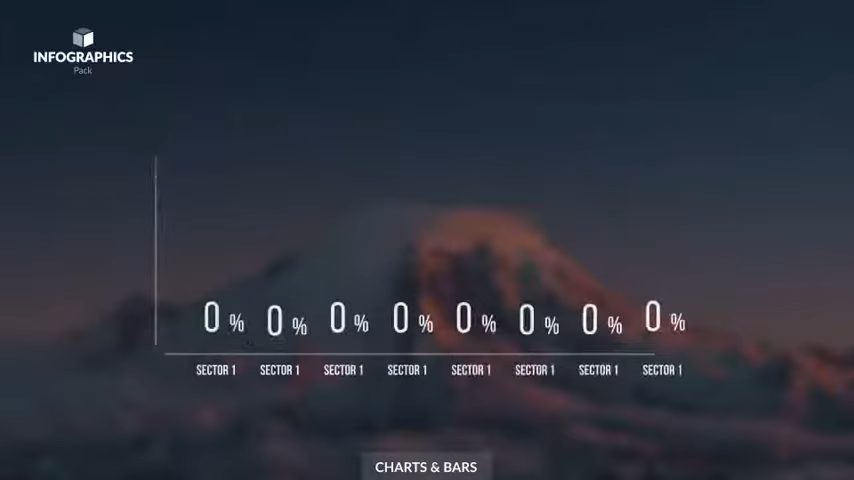 INFOGRAPHICS
Pack
0 % 0 % 0 % 0 % 0 % 0 % 0 % 0 %
SECTOR 1 SECTOR 1 SECTOR 1 SECTOR 1 SECTOR 1 SECTOR 1 SECTOR 1 SECTOR 1
CHARTS & BARS